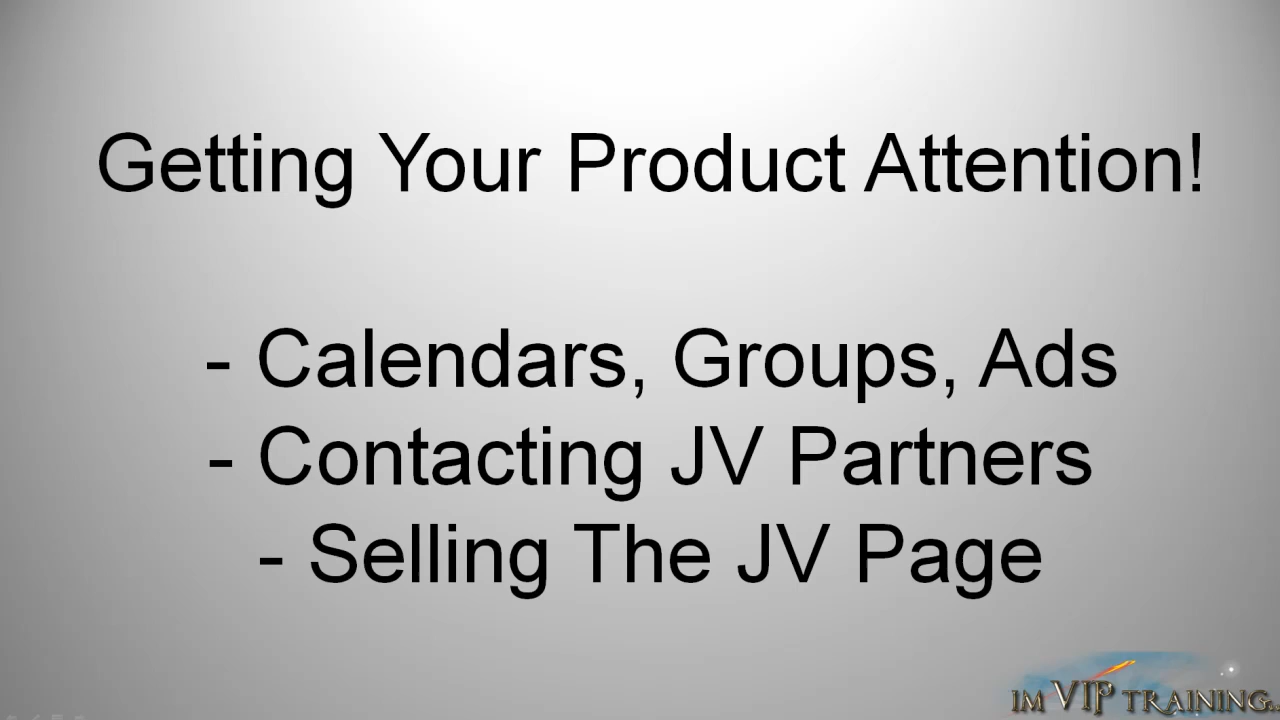 Getting Your Product Attention!
- Calendars, Groups, Ads
- Contacting JV Partners
- Selling The JV Page
IM VIP TRAINING..